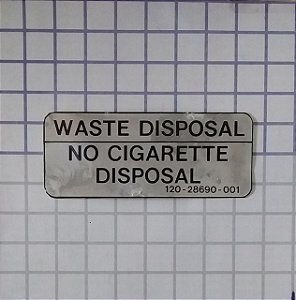 WASTE DISPOSAL
NO CIGARETTE
DISPOSAL
120-28690-001